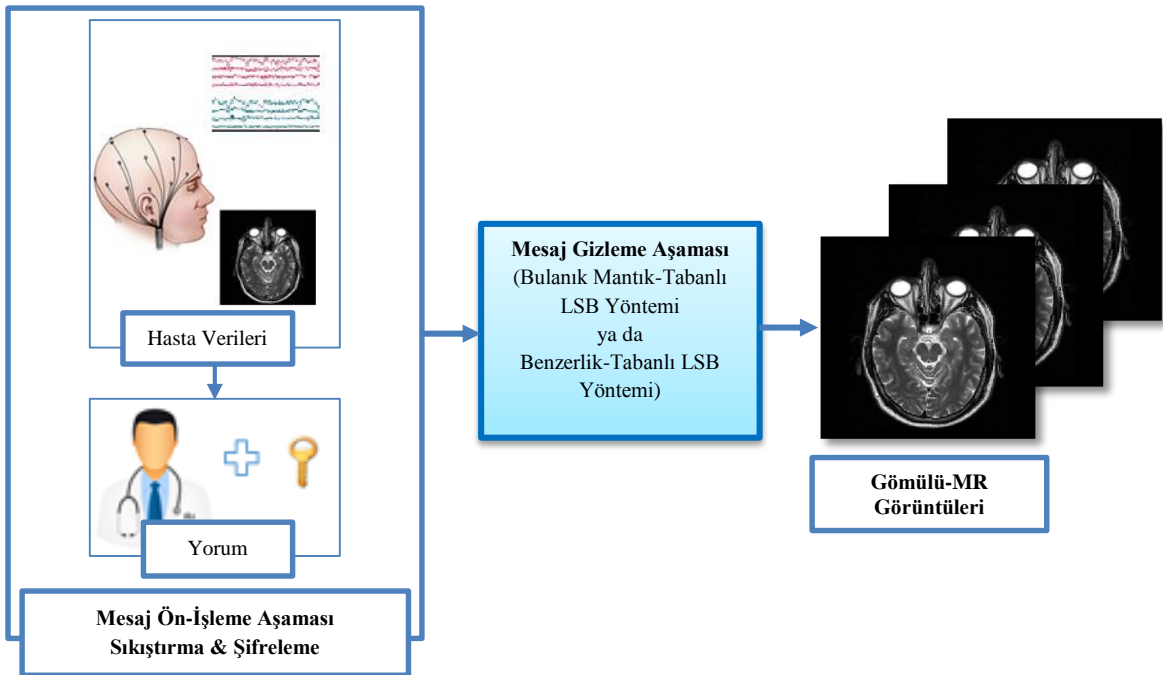 Hasta Verileri
Yorum
Mesaj Ön-İşleme Aşaması
Sıkıştırma & Şifreleme
Mesaj Gizleme Aşaması
(Bulanık Mantık-Tabanlı
LSB Yöntemi
ya da
Benzerlik-Tabanlı LSB
Yöntemi)
Gömülü-MR
Görüntüleri